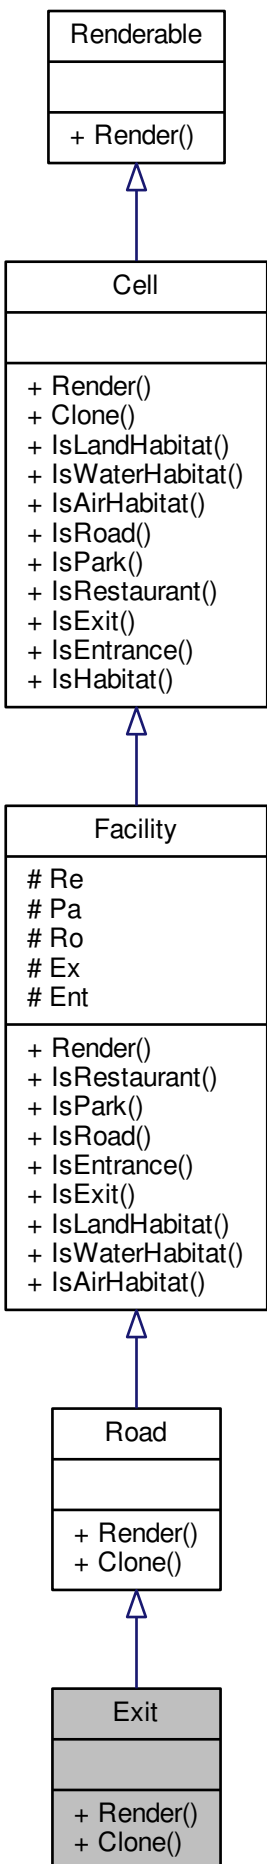 Renderable
+ Render()
Cell
+ Render()
+ Clone()
+ IsLandHabitat()
+ IsWaterHabitat()
+ IsAirHabitat()
+ IsRoad()
+ IsPark()
+ IsRestaurant()
+ IsExit()
+ IsEntrance()
+ IsHabitat()
Facility
# Re
# Pa
# Ro
# Ex
# Ent
+ Render()
+ IsRestaurant()
+ IsPark()
+ IsRoad()
+ IsEntrance()
+ IsExit()
+ IsLandHabitat()
+ IsWaterHabitat()
+ IsAirHabitat()
Road
+ Render()
+ Clone()
Exit
+ Render()
+ Clone()